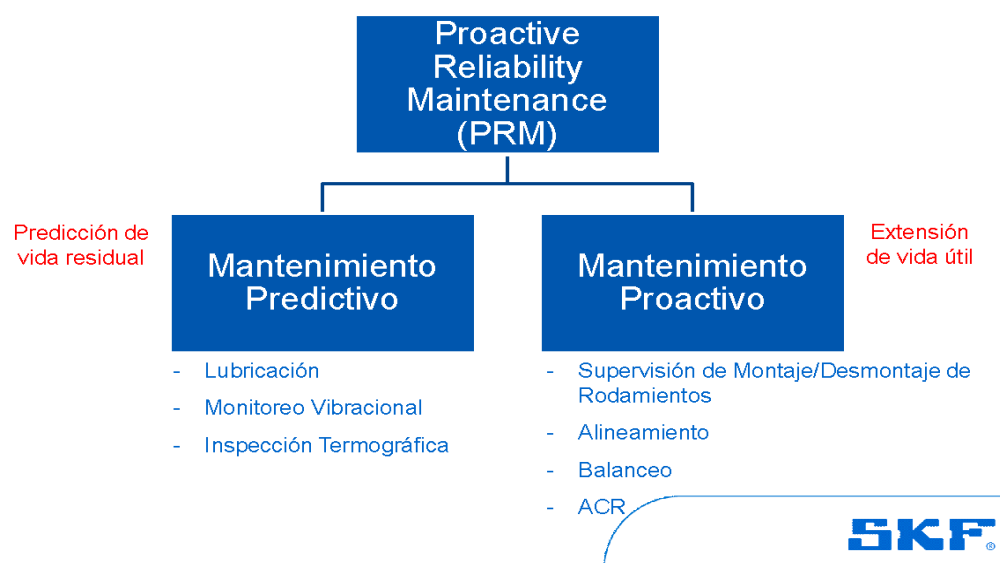 Proactive
Reliability
Maintenance
(PRM)
Predicción de
vida residual
Mantenimiento
Predictivo
- Lubricación
- Monitoreo Vibracional
- Inspección Termográfica
Mantenimiento
Proactivo
Extensión
de vida útil
- Supervisión de Montaje/Desmontaje de
Rodamientos
- Alineamiento
- Balanceo
- ACR
SKF®